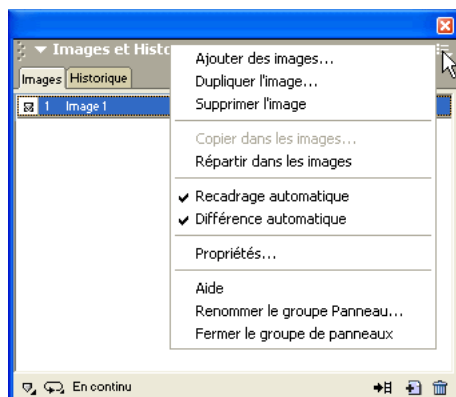 Images et Histo
Images
Historique
1 Image 1
Ajouter des images...
Dupliquer l'image...
Supprimer l'image
Copier dans les images...
Répartir dans les images
Recadrage automatique
Différence automatique
Propriétés...
Aide
Renommer le groupe Panneau...
Fermer le groupe de panneaux
En continu